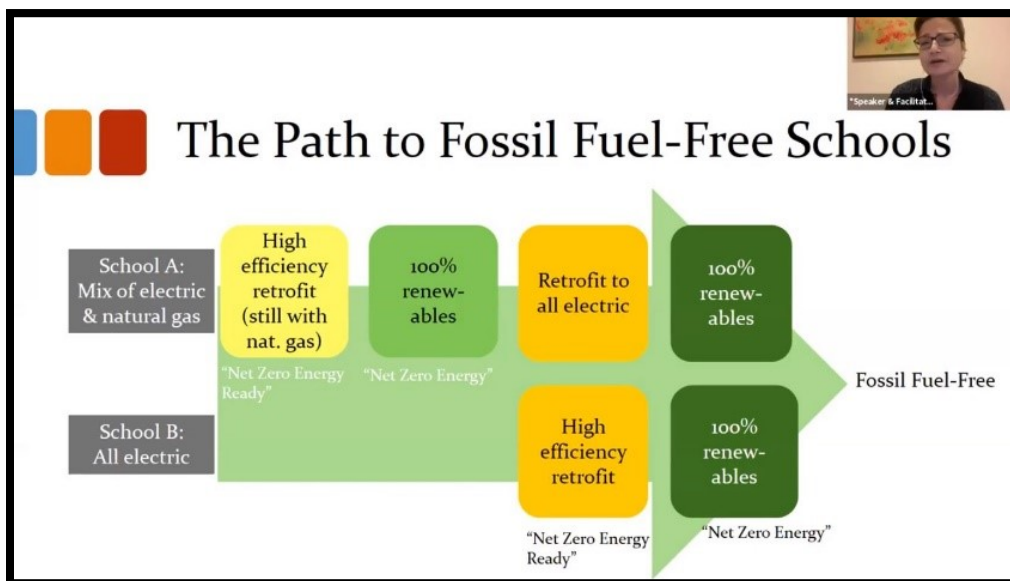 *Speaker & Facilitat...
The Path to Fossil Fuel-Free Schools
School A:
Mix of electric
& natural gas
High
efficiency
retrofit
(still with
nat. gas)
100%
renew-
ables
Retrofit to
all electric
100%
renew-
ables
"Net Zero Energy
Ready"
"Net Zero Energy"
Fossil Fuel-Free
School B:
All electric
High
efficiency
retrofit
100%
renew-
ables
"Net Zero Energy
Ready"
"Net Zero Energy"